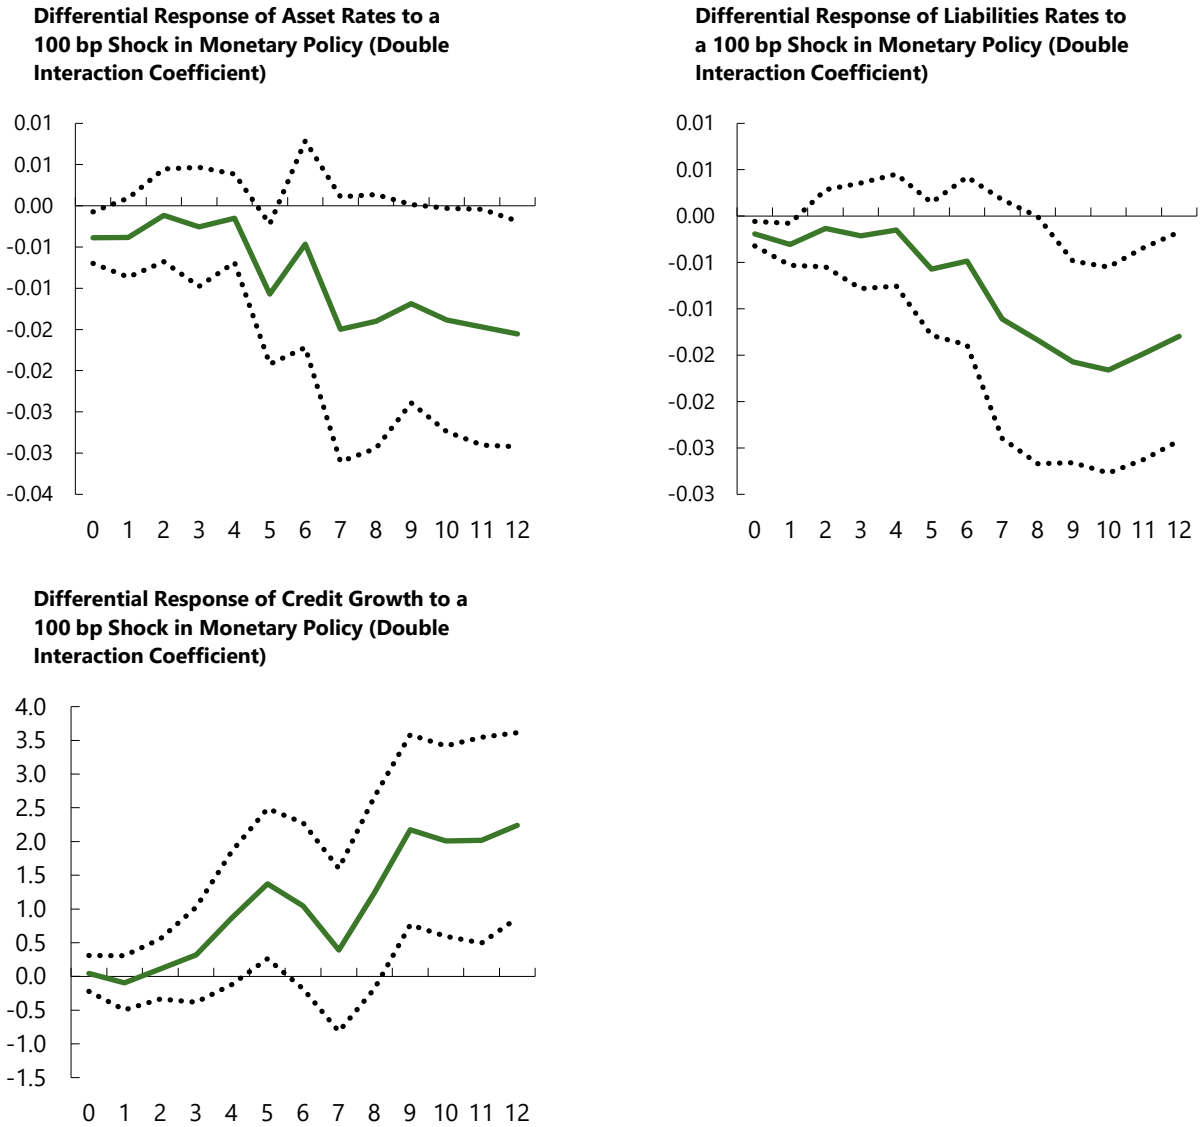 Differential Response of Asset Rates to a
100 bp Shock in Monetary Policy (Double
Interaction Coefficient)
0.01
0.01
0.00
-0.01
-0.01
-0.02
-0.02
-0.03
-0.03
-0.04
0 1 2 3 4 5 6 7 8 9 10 11 12
Differential Response of Liabilities Rates to
a 100 bp Shock in Monetary Policy (Double
Interaction Coefficient)
0.01
0.01
0.00
-0.01
-0.01
-0.02
-0.02
-0.03
-0.03
0 1 2 3 4 5 6 7 8 9 10 11 12
Differential Response of Credit Growth to a
100 bp Shock in Monetary Policy (Double
Interaction Coefficient)
4.0
3.5
3.0
2.5
2.0
1.5
1.0
0.5
0.0
-0.5
-1.0
-1.5
0 1 2 3 4 5 6 7 8 9 10 11 12